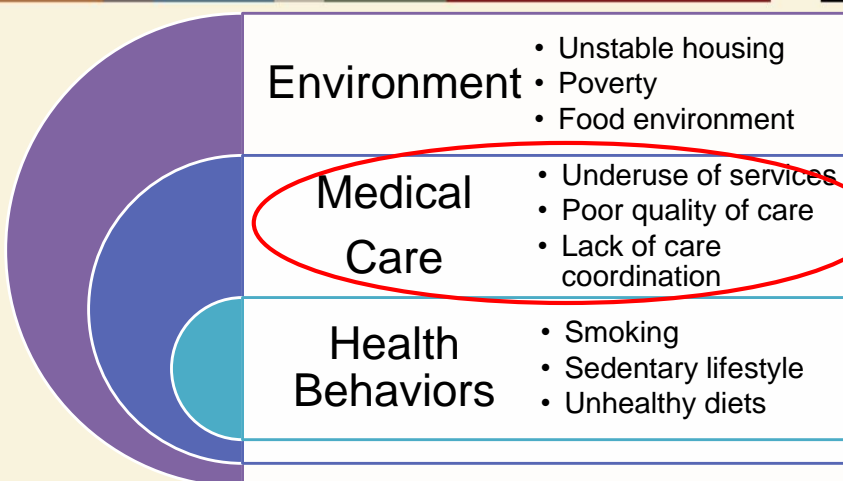 Environment
• Unstable housing
• Poverty
• Food environment
Medical
Care
• Underuse of services
• Poor quality of care
• Lack of care
coordination
Health
Behaviors
• Smoking
• Sedentary lifestyle
• Unhealthy diets